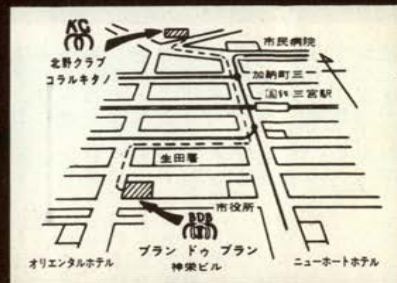 KC
北野クラブ
コラルキタノ
市民病院
加納町三
国鉄三宮駅
生田署
市役所
BDB
ブラン ドゥ ブラン
神栄ビル
オリエンタルホテル
ニューポートホテル